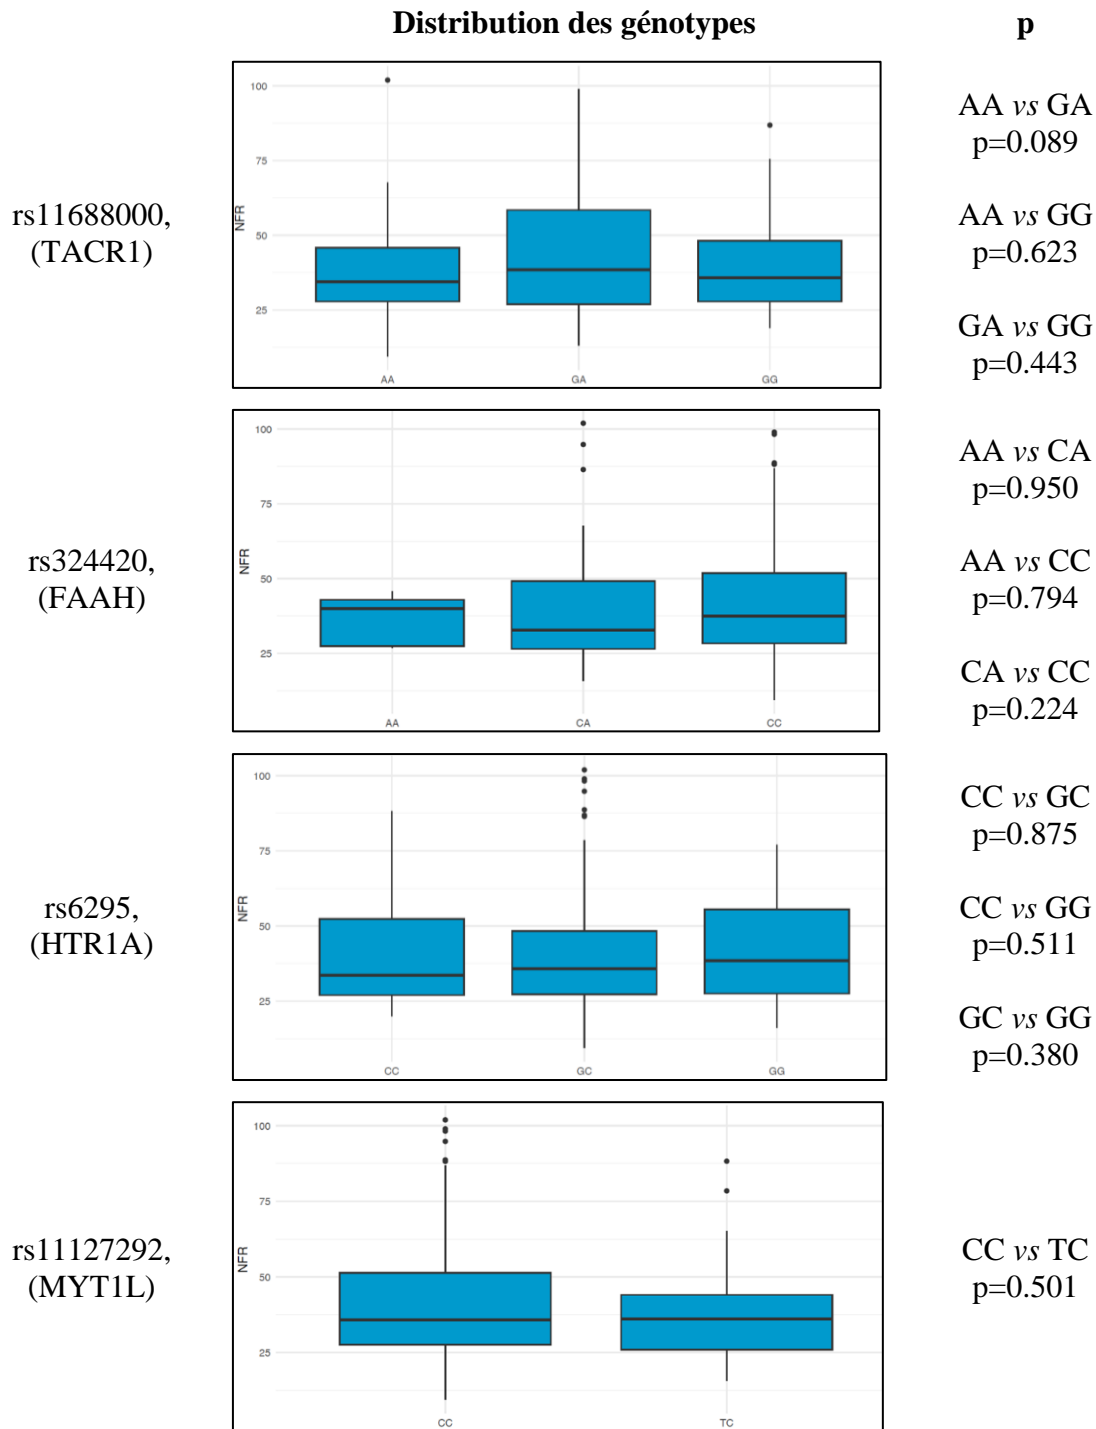 Distribution des génotypes
p
rs11688000,
(TACR1)
100
75
50
25
NFR
AA
GA
GG
AA vs GA
p=0.089
AA vs GG
p=0.623
GA vs GG
p=0.443
rs324420,
(FAAH)
100
75
50
25
NFR
AA
CA
CC
AA vs CA
p=0.950
AA vs CC
p=0.794
CA vs CC
p=0.224
rs6295,
(HTR1A)
100
75
50
25
NFR
CC
GC
GG
CC vs GC
p=0.875
CC vs GG
p=0.511
GC vs GG
p=0.380
rs11127292,
(MYT1L)
100
75
50
25
NFR
CC
TC
CC vs TC
p=0.501